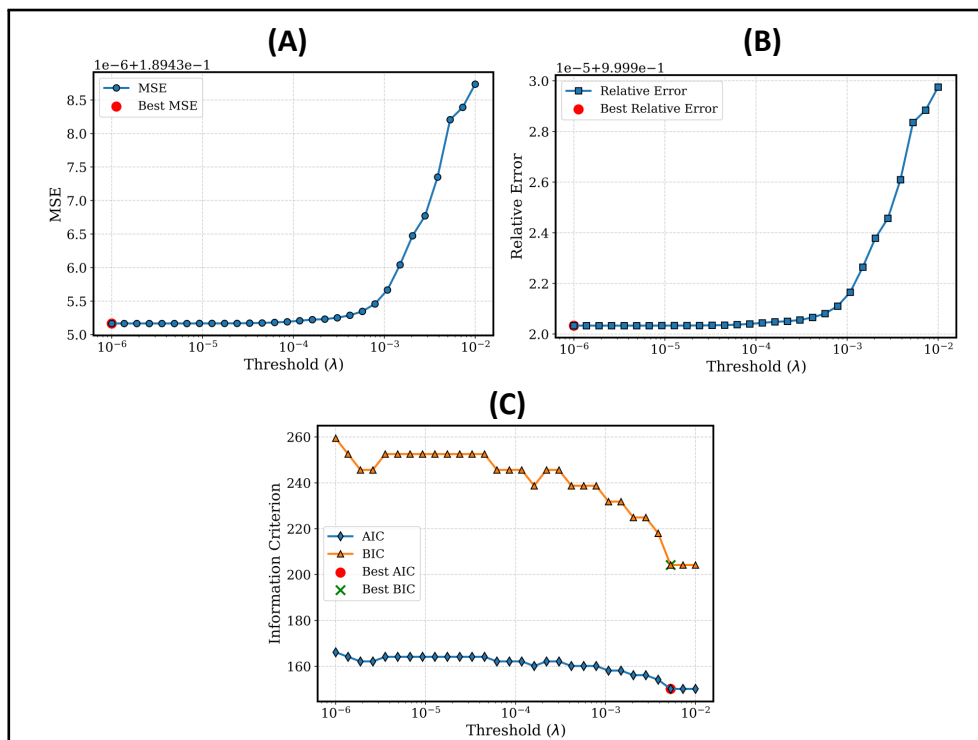 (A)
1e−6+1.8943e−1
MSE
Best MSE
8.5
8.0
7.5
7.0
6.5
6.0
5.5
5.0
MSE
10⁻⁶
10⁻⁵
10⁻⁴
10⁻³
10⁻²
Threshold (λ)
(B)
1e−5+9.999e−1
Relative Error
Best Relative Error
3.0
2.8
2.6
2.4
2.2
2.0
Relative Error
10⁻⁶
10⁻⁵
10⁻⁴
10⁻³
10⁻²
Threshold (λ)
(C)
260
240
220
200
180
160
Information Criterion
AIC
BIC
Best AIC
Best BIC
10⁻⁶
10⁻⁵
10⁻⁴
10⁻³
10⁻²
Threshold (λ)